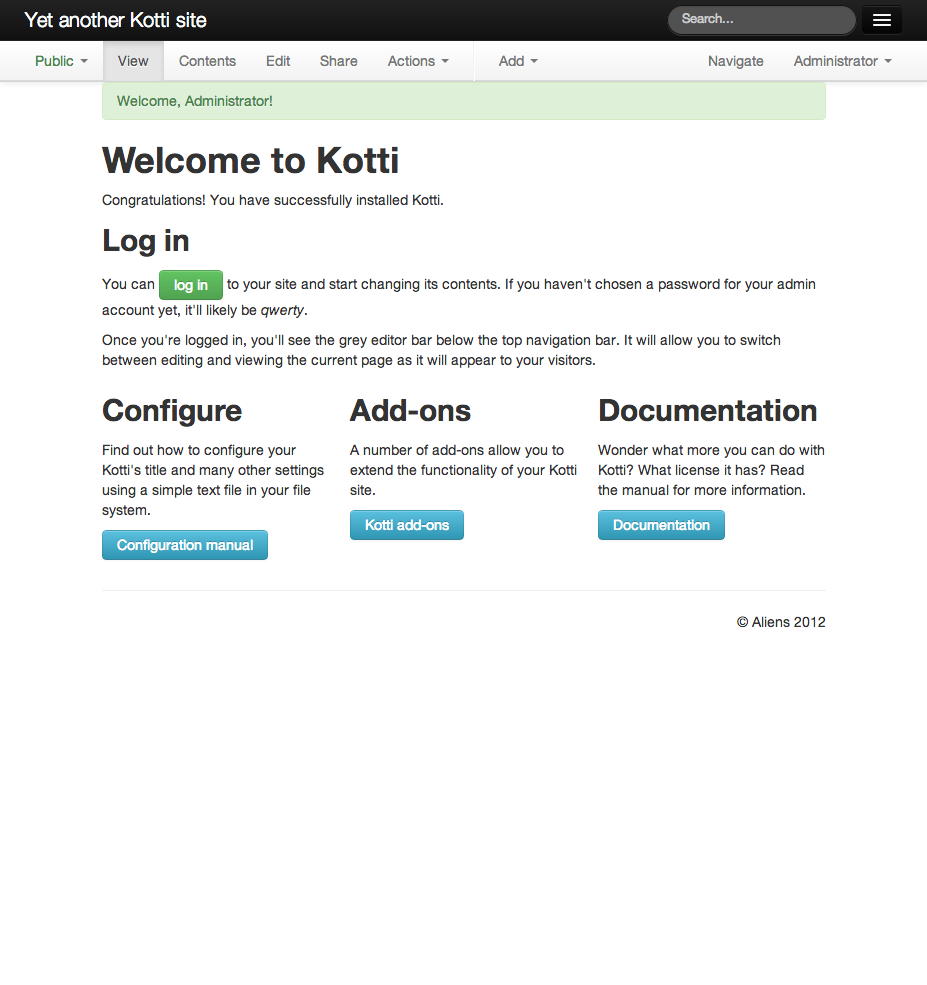 Yet another Kotti site
Search...
Public View Contents Edit Share Actions Add Navigate Administrator
Welcome, Administrator!
Welcome to Kotti
Congratulations! You have successfully installed Kotti.
Log in
You can log in to your site and start changing its contents. If you haven't chosen a password for your admin
account yet, it'll likely be qwerty.
Once you're logged in, you'll see the grey editor bar below the top navigation bar. It will allow you to switch
between editing and viewing the current page as it will appear to your visitors.
Configure
Find out how to configure your
Kotti's title and many other settings
using a simple text file in your file
system.
Configuration manual
Add-ons
A number of add-ons allow you to
extend the functionality of your Kotti
site.
Kotti add-ons
Documentation
Wonder what more you can do with
Kotti? What license it has? Read
the manual for more information.
Documentation
© Aliens 2012